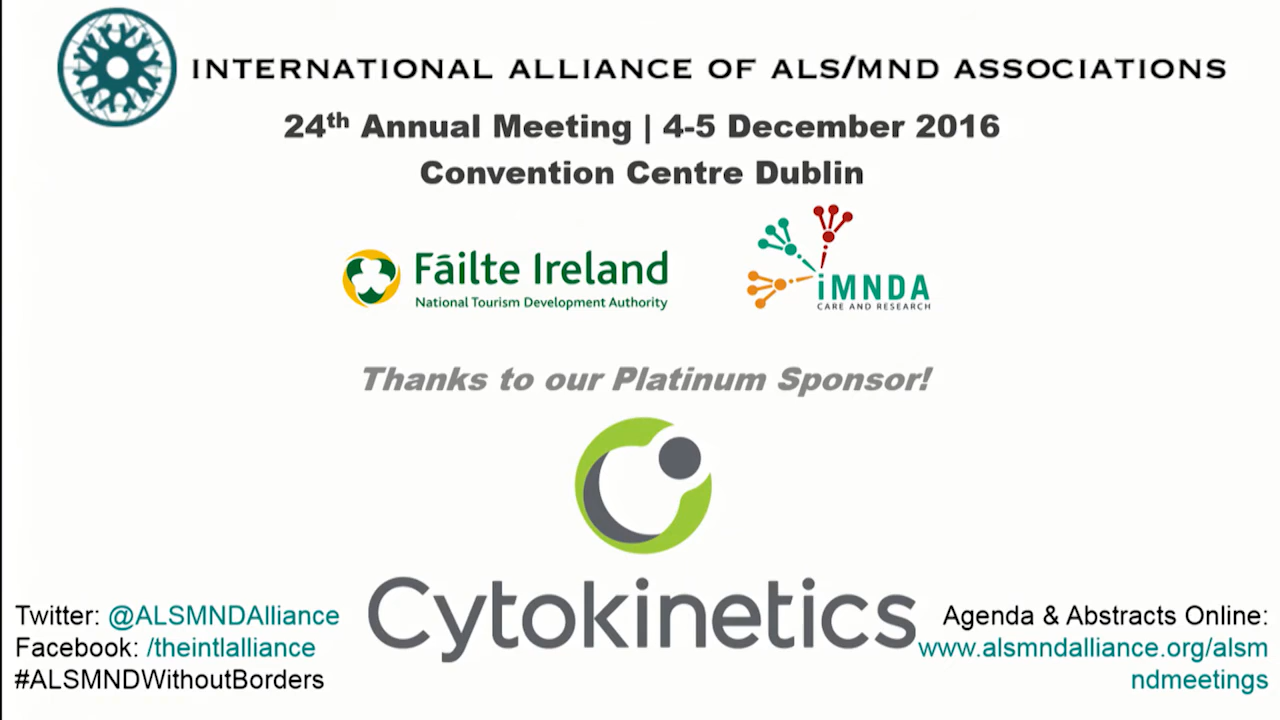 INTERNATIONAL ALLIANCE OF ALS/MND ASSOCIATIONS
24th Annual Meeting | 4-5 December 2016
Convention Centre Dublin
Fáilte Ireland
National Tourism Development Authority
iMNDA
CARE AND RESEARCH
Thanks to our Platinum Sponsor!
Cytokinetics
Twitter: @ALSMNDAlliance
Facebook: /theintlalliance
#ALSMNDWithoutBorders
Agenda & Abstracts Online:
www.alsmndalliance.org/alsm
ndmeetings